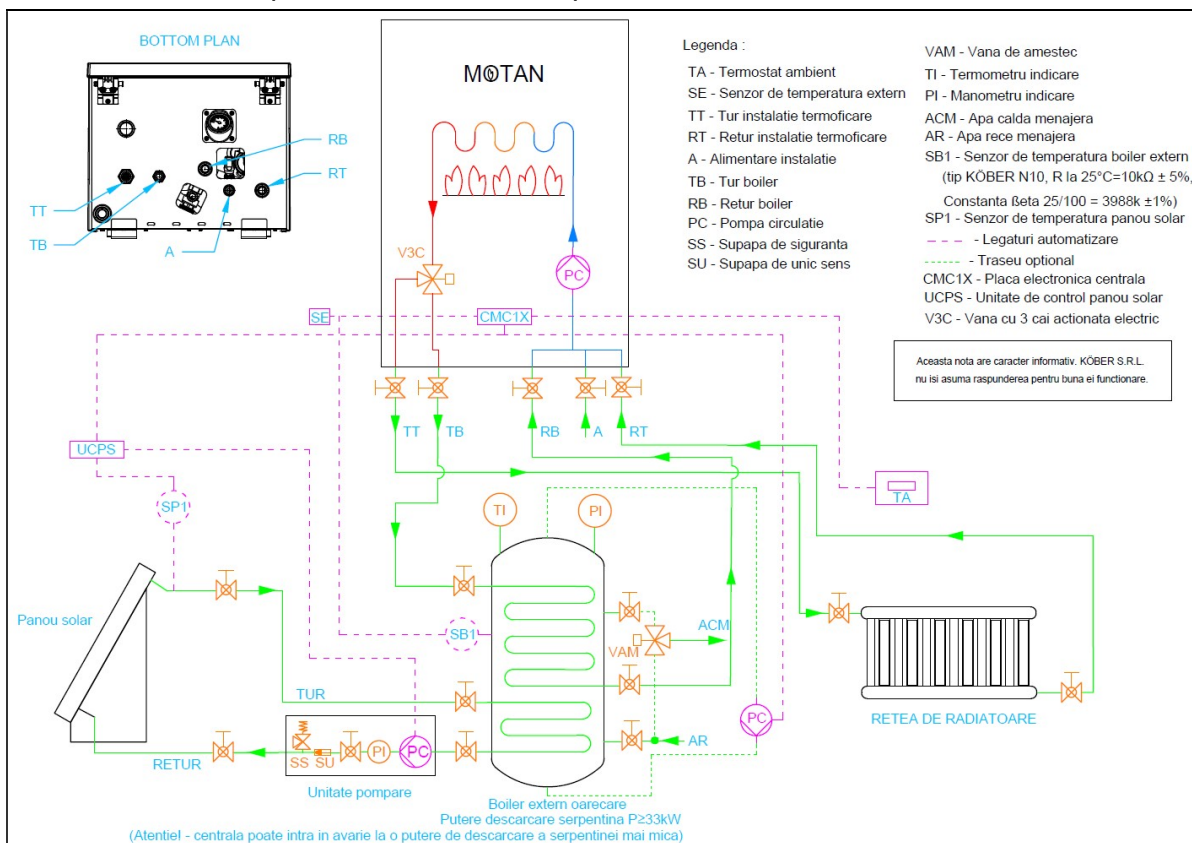 BOTTOM PLAN
RB
RT
TT
TB
A
MOTAN
V3C
PC
SE
CMC1X
TT
TB
RB
A
RT
UCPS
SP1
TA
TI
PI
Panou solar
SB1
VAM
ACM
TUR
RETUR
SS
SU
PI
PC
Unitate pompare
AR
PC
RETEA DE RADIATOARE
Boiler extern oarecare
Putere descarcare serpentina P≥33kW
(Atentie! - centrala poate intra in avarie la o putere de descarcare a serpentinei mai mica)
Legenda :
TA - Termostat ambient
SE - Senzor de temperatura extern
TT - Tur instalatie termoficare
RT - Retur instalatie termoficare
A - Alimentare instalatie
TB - Tur boiler
RB - Retur boiler
PC - Pompa circulatie
SS - Supapa de siguranta
SU - Supapa de unic sens
VAM - Vana de amestec
TI - Termometru indicare
PI - Manometru indicare
ACM - Apa calda menajera
AR - Apa rece menajera
SB1 - Senzor de temperatura boiler extern
(tip KÖBER N10, R la 25°C=10kΩ ± 5%,
Constanta ßeta 25/100 = 3988k ±1%)
SP1 - Senzor de temperatura panou solar
- Legaturi automatizare
- Traseu optional
CMC1X - Placa electronica centrala
UCPS - Unitate de control panou solar
V3C - Vana cu 3 cai actionata electric
Aceasta nota are caracter informativ. KÖBER S.R.L.
nu isi asuma raspunderea pentru buna ei functionare.